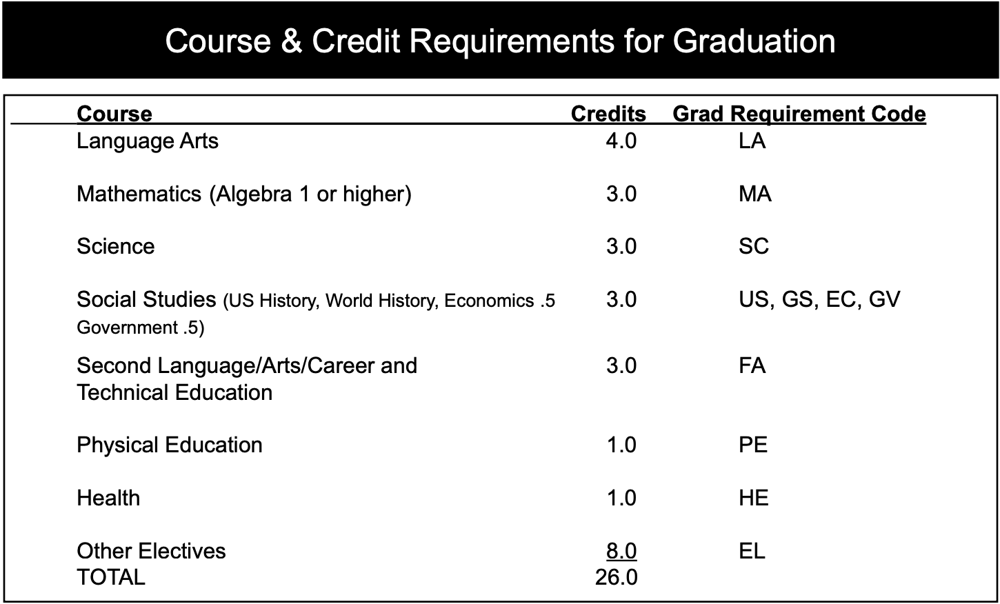 Course & Credit Requirements for Graduation
Course Credits Grad Requirement Code
Language Arts 4.0 LA
Mathematics (Algebra 1 or higher) 3.0 MA
Science 3.0 SC
Social Studies (US History, World History, Economics .5 3.0 US, GS, EC, GV
Government .5)
Second Language/Arts/Career and 3.0 FA
Technical Education
Physical Education 1.0 PE
Health 1.0 HE
Other Electives 8.0 EL
TOTAL 26.0